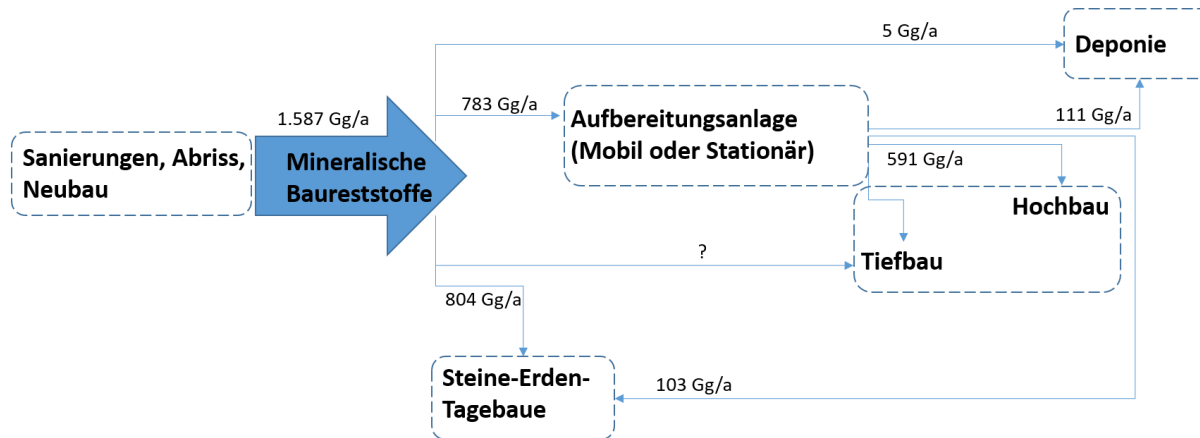 5 Gg/a
Deponie
1.587 Gg/a
783 Gg/a
Aufbereitungsanlage
(Mobil oder Stationär)
111 Gg/a
Sanierungen, Abriss,
Neubau
Mineralische
Baureststoffe
591 Gg/a
Hochbau
?
Tiefbau
804 Gg/a
Steine-Erden-
Tagebaue
103 Gg/a